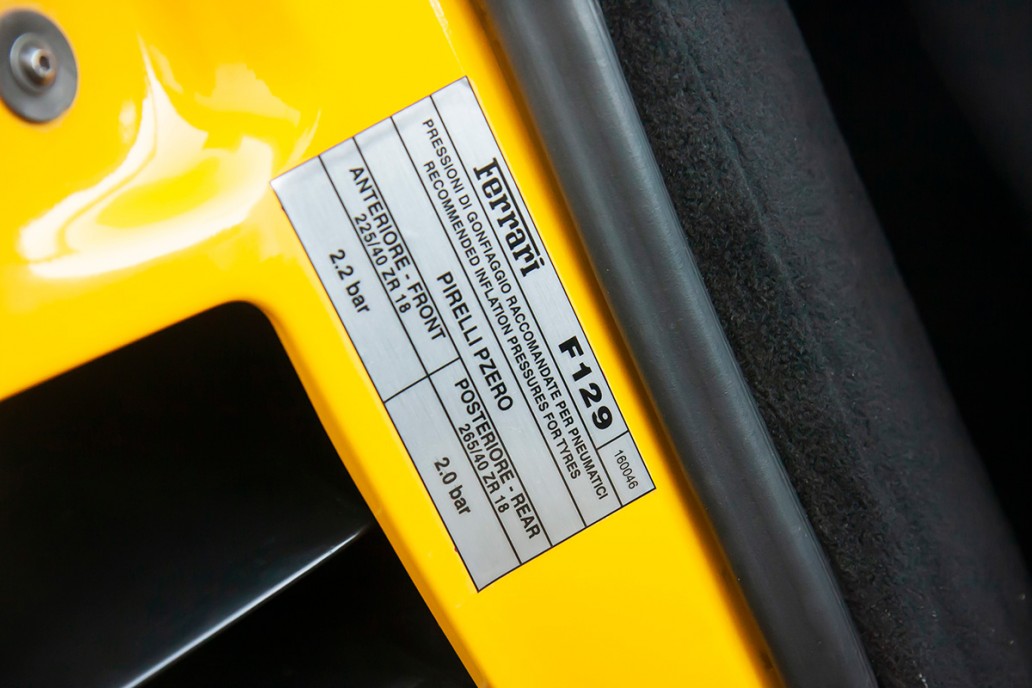 Ferrari F129 160046
PRESSIONI DI GONFIAGGIO RACCOMANDATE PER PNEUMATICI
RECOMMENDED INFLATION PRESSURES FOR TYRES
PIRELLI PZERO
ANTERIORE - FRONT
225/40 ZR 18
2.2 bar
POSTERIORE - REAR
265/40 ZR 18
2.0 bar